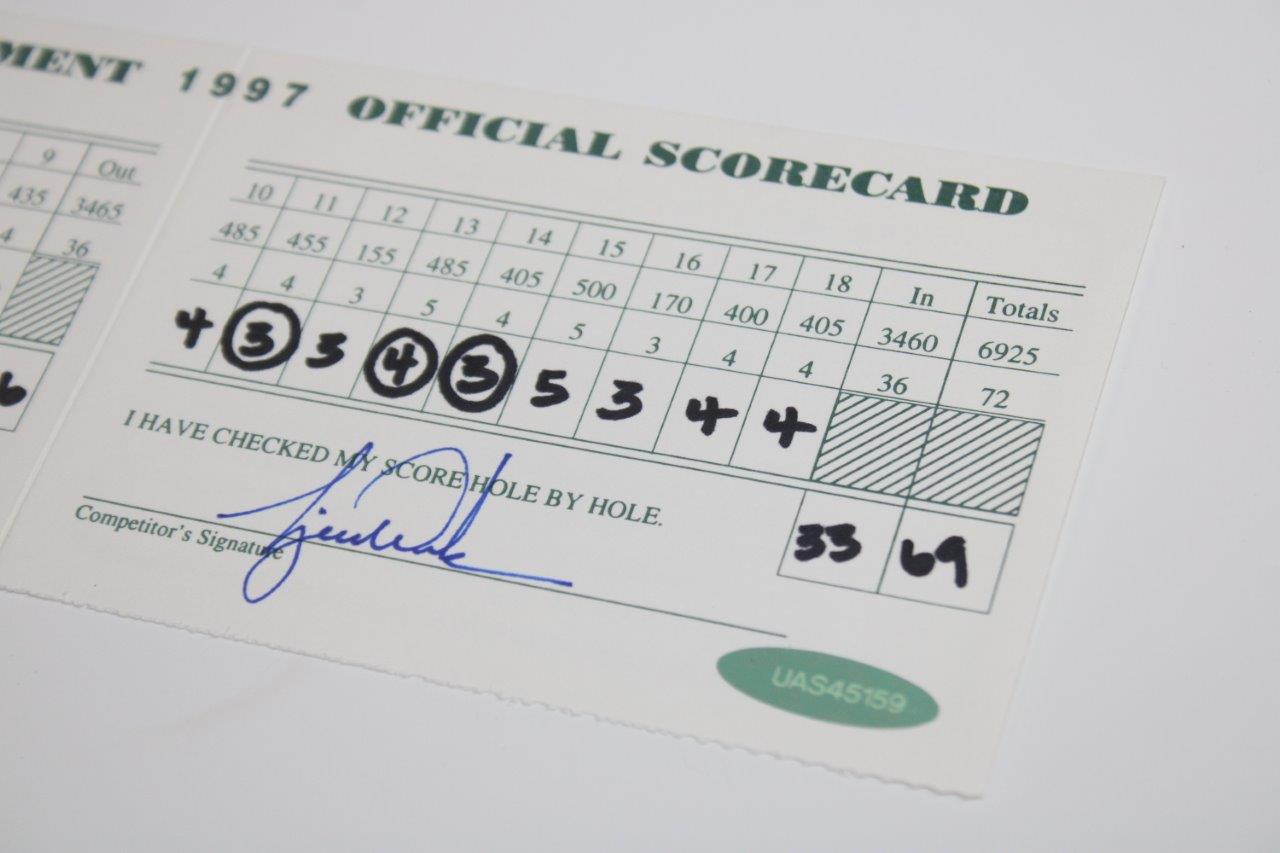 MENT 1997 OFFICIAL SCORECARD
9 Out 10 11 12 13 14 15 16 17 18 In Totals
435 3465 485 455 155 485 405 500 170 400 405 3460 6925
4 36 4 4 3 5 4 5 3 4 4 36 72
4 3 3 4 3 5 3 4 4
6 33 69
I HAVE CHECKED MY SCORE HOLE BY HOLE.
Competitor's Signature
UAS45159